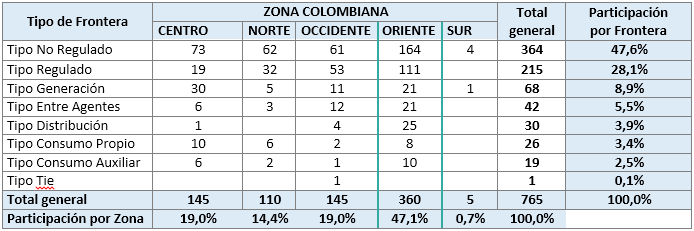 Tipo de Frontera ZONA COLOMBIANA Total general Participación por Frontera
CENTRO NORTE OCCIDENTE ORIENTE SUR
Tipo No Regulado 73 62 61 164 4 364 47,6%
Tipo Regulado 19 32 53 111 215 28,1%
Tipo Generación 30 5 11 21 1 68 8,9%
Tipo Entre Agentes 6 3 12 21 42 5,5%
Tipo Distribución 1 4 25 30 3,9%
Tipo Consumo Propio 10 6 2 8 26 3,4%
Tipo Consumo Auxiliar 6 2 1 10 19 2,5%
Tipo Tie 1 1 0,1%
Total general 145 110 145 360 5 765 100,0%
Participación por Zona 19,0% 14,4% 19,0% 47,1% 0,7% 100,0%